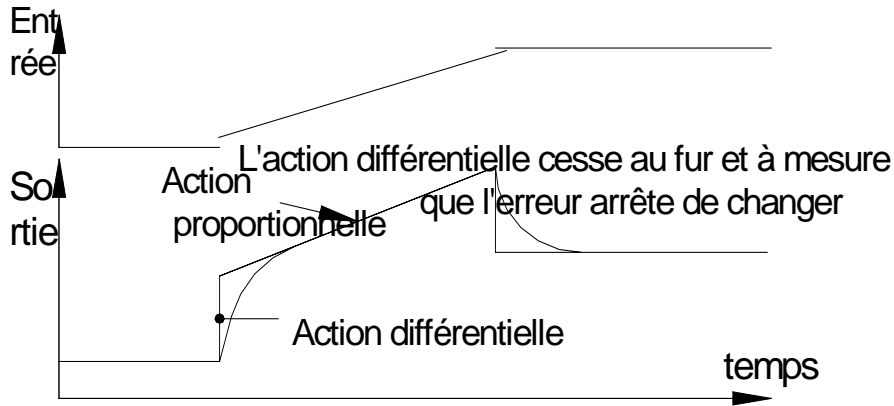 Ent
rée
L'action différentielle cesse au fur et à mesure
que l'erreur arrête de changer
So
rtie
Action
proportionnelle
Action différentielle
temps